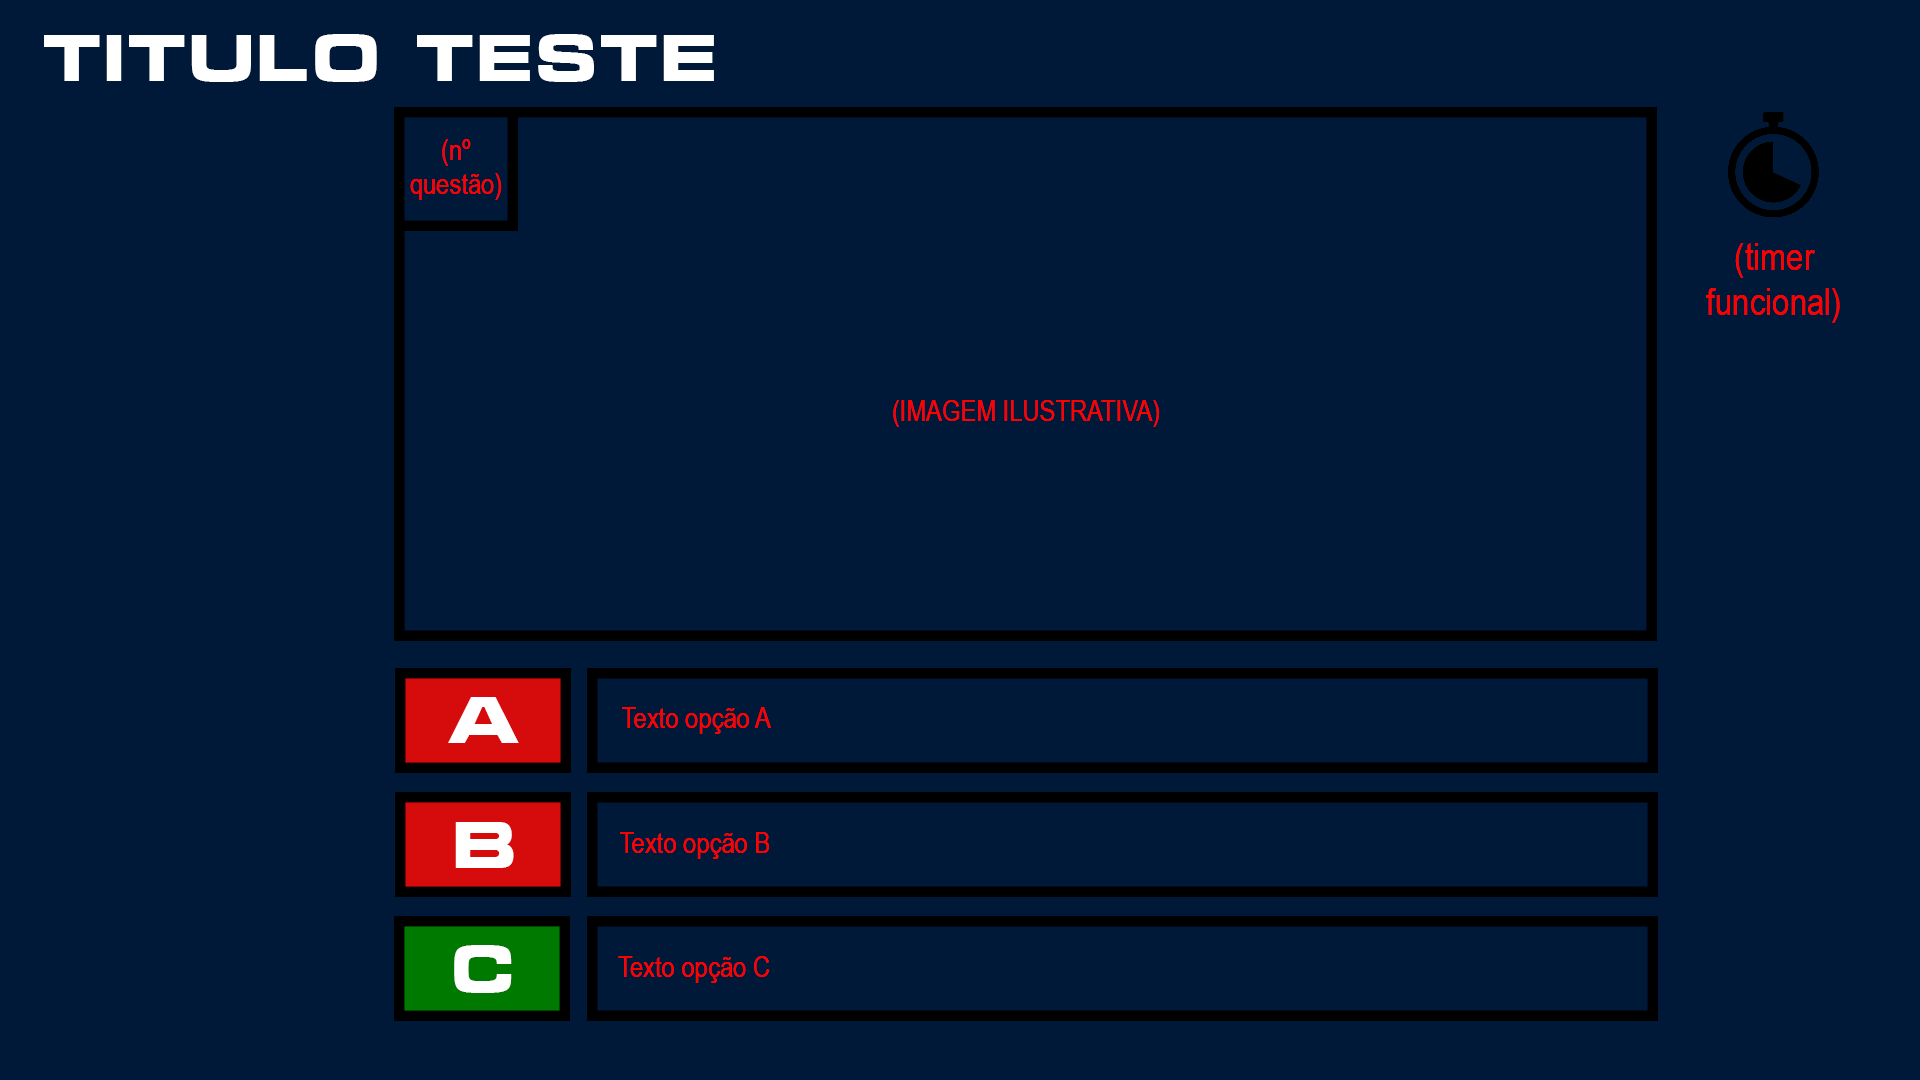 TITULO TESTE
(nº
questão)
(timer
funcional)
(IMAGEM ILUSTRATIVA)
A
Texto opção A
B
Texto opção B
C
Texto opção C